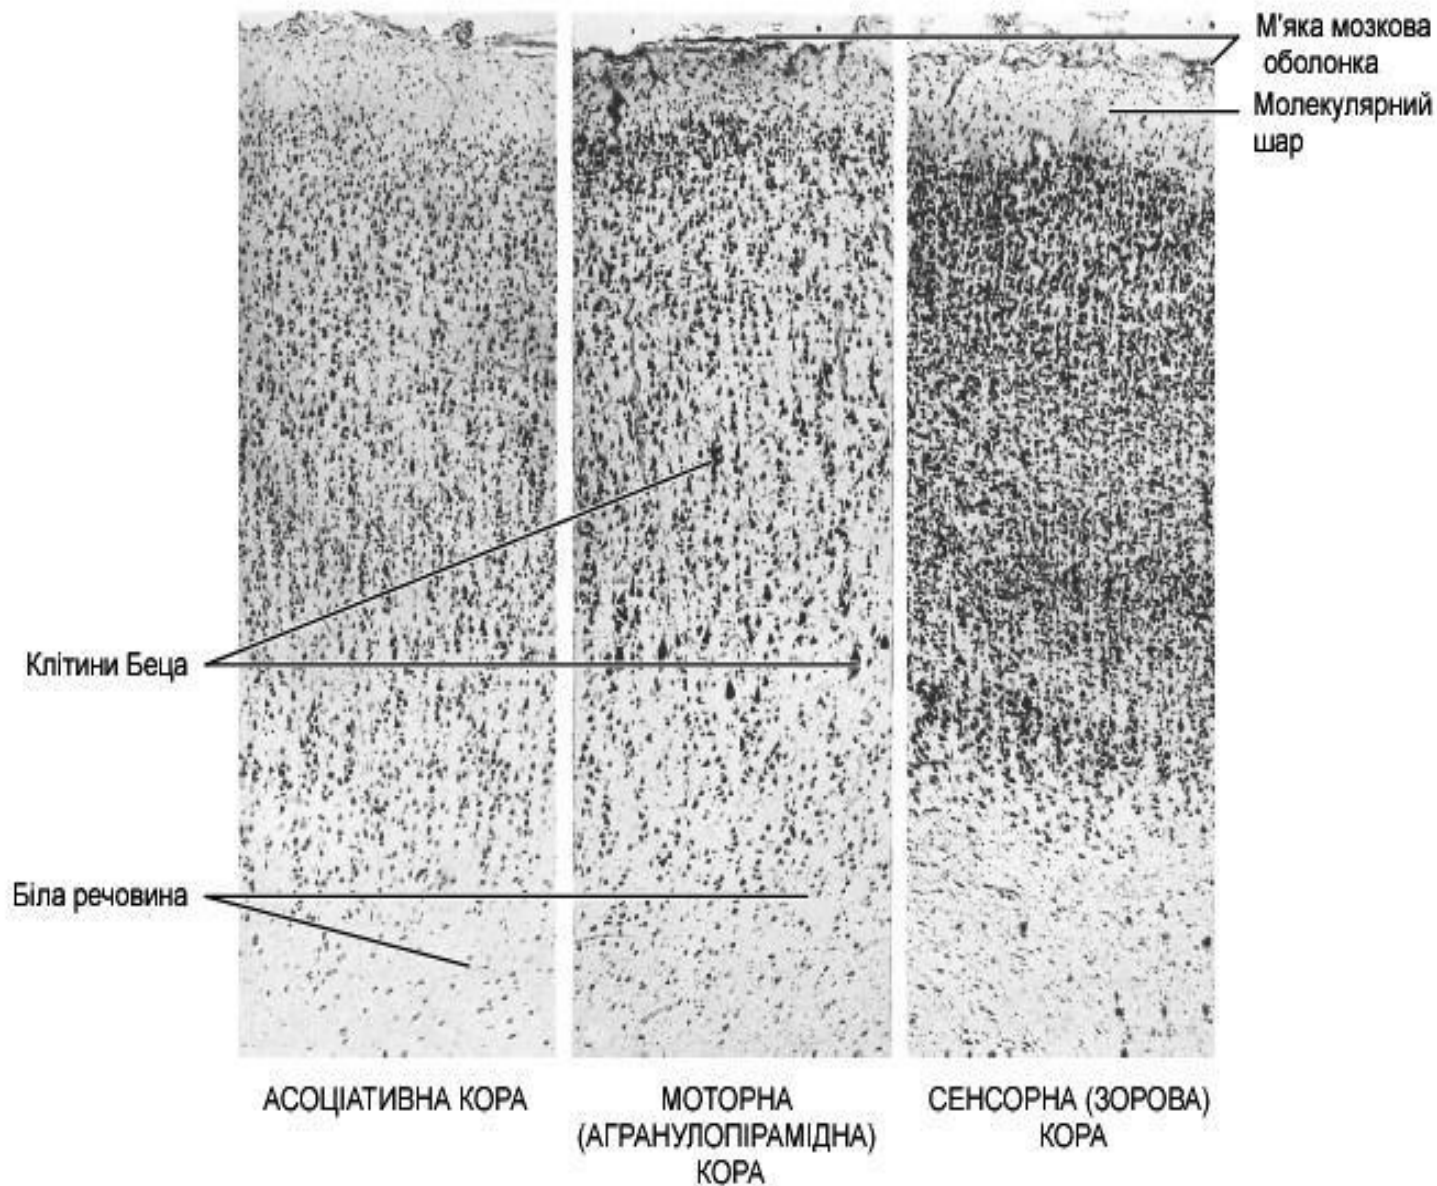 М'яка мозкова
оболонка
Молекулярний
шар
Клітини Беца
Біла речовина
АСОЦІАТИВНА КОРА
МОТОРНА
(АГРАНУЛОПІРАМІДНА)
КОРА
СЕНСОРНА (ЗОРОВА)
КОРА